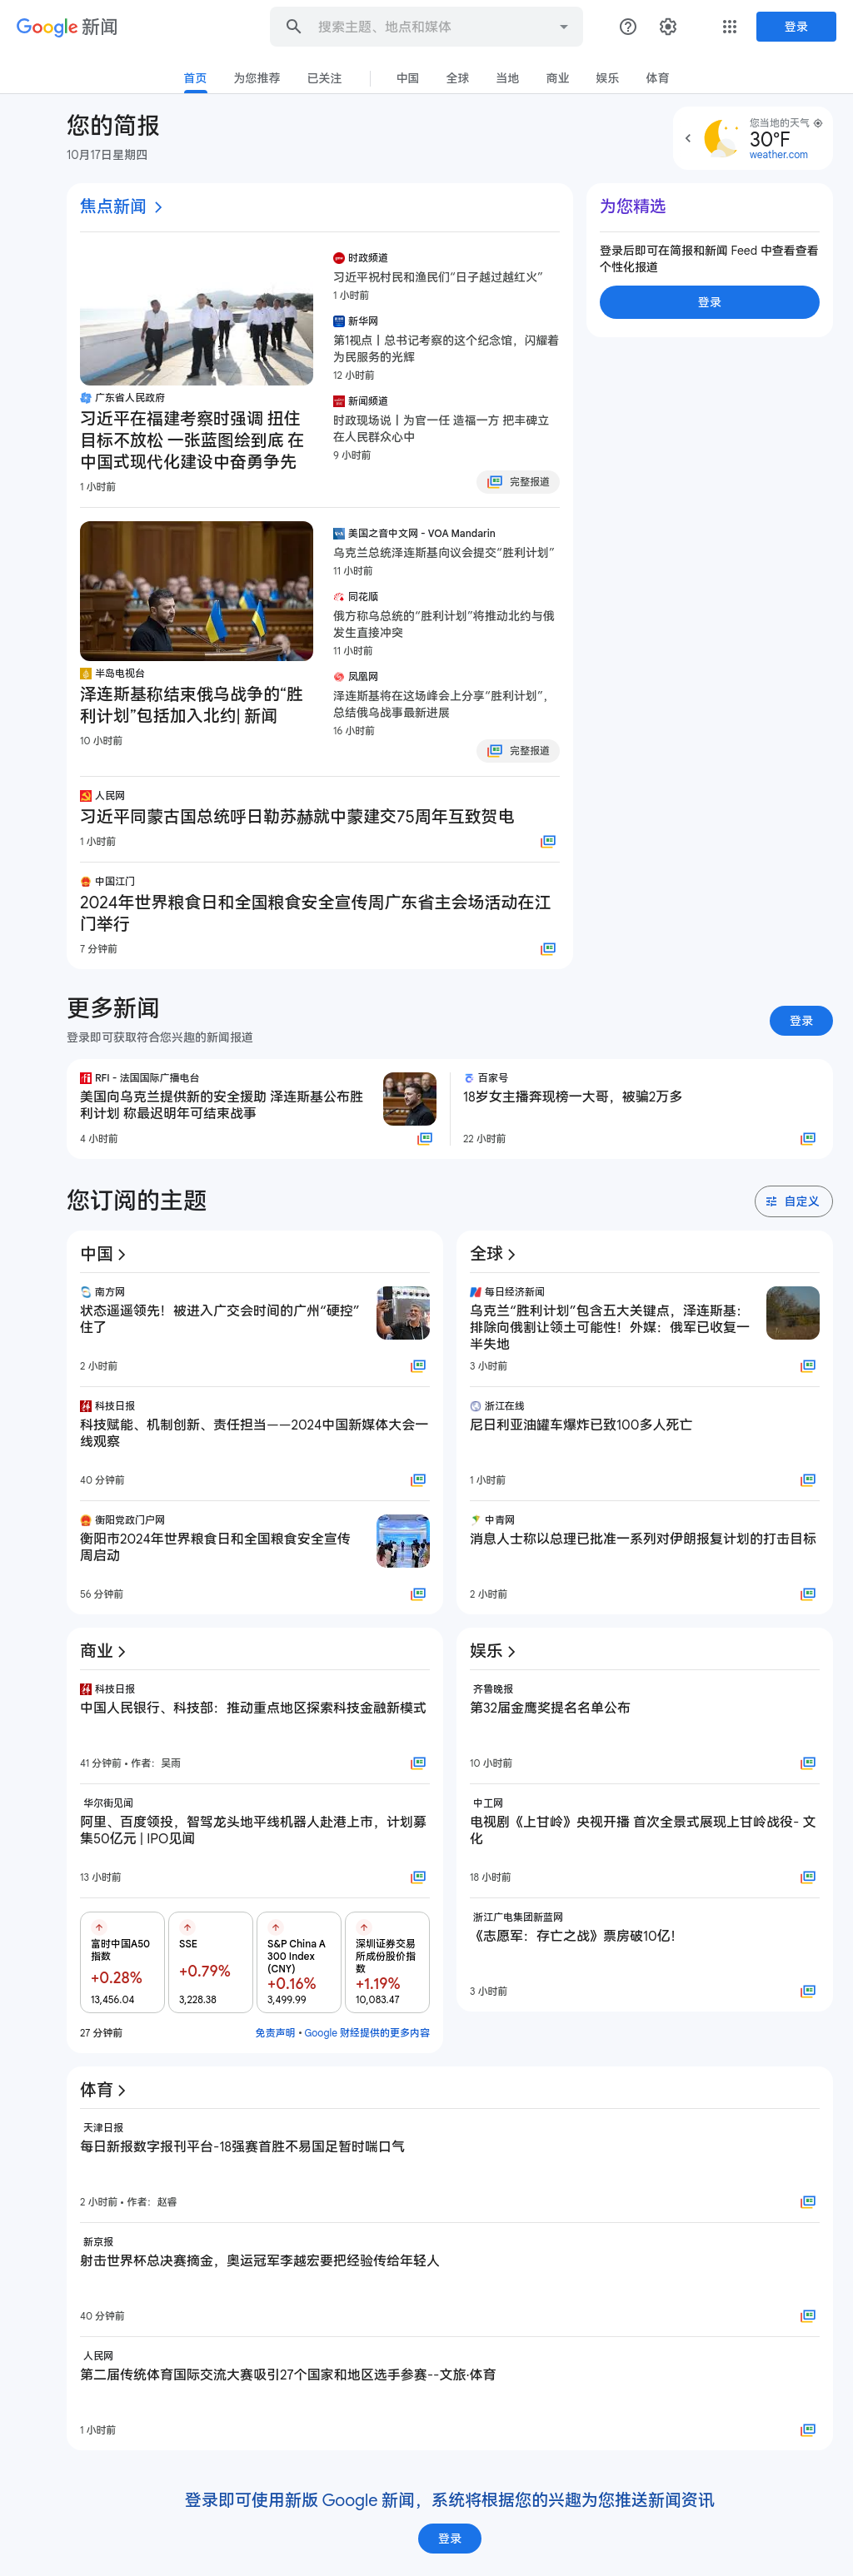 Google 新闻
搜索主题、地点和媒体
登录
首页
为您推荐
已关注
中国
全球
当地
商业
娱乐
体育
您的简报
10月17日星期四
您当地的天气
30°F
weather.com
焦点新闻
广东省人民政府
习近平在福建考察时强调 扭住
目标不放松 一张蓝图绘到底 在
中国式现代化建设中奋勇争先
1 小时前
时政频道
习近平祝村民和渔民们“日子越过越红火”
1 小时前
新华网
第1视点丨总书记考察的这个纪念馆，闪耀着
为民服务的光辉
12 小时前
新闻频道
时政现场说丨为官一任 造福一方 把丰碑立
在人民群众心中
9 小时前
完整报道
半岛电视台
泽连斯基称结束俄乌战争的“胜
利计划”包括加入北约| 新闻
10 小时前
美国之音中文网 - VOA Mandarin
乌克兰总统泽连斯基向议会提交“胜利计划”
11 小时前
同花顺
俄方称乌总统的“胜利计划”将推动北约与俄
发生直接冲突
11 小时前
凤凰网
泽连斯基将在这场峰会上分享“胜利计划”，
总结俄乌战事最新进展
16 小时前
完整报道
人民网
习近平同蒙古国总统呼日勒苏赫就中蒙建交75周年互致贺电
1 小时前
中国江门
2024年世界粮食日和全国粮食安全宣传周广东省主会场活动在江
门举行
7 分钟前
为您精选
登录后即可在简报和新闻 Feed 中查看查看
个性化报道
登录
更多新闻
登录即可获取符合您兴趣的新闻报道
登录
RFI - 法国国际广播电台
美国向乌克兰提供新的安全援助 泽连斯基公布胜
利计划 称最迟明年可结束战事
4 小时前
百家号
18岁女主播奔现榜一大哥，被骗2万多
22 小时前
您订阅的主题
自定义
中国
南方网
状态遥遥领先！被进入广交会时间的广州“硬控”
住了
2 小时前
科技日报
科技赋能、机制创新、责任担当——2024中国新媒体大会一
线观察
40 分钟前
衡阳党政门户网
衡阳市2024年世界粮食日和全国粮食安全宣传
周启动
56 分钟前
全球
每日经济新闻
乌克兰“胜利计划”包含五大关键点，泽连斯基：
排除向俄割让领土可能性！外媒：俄军已收复一
半失地
3 小时前
浙江在线
尼日利亚油罐车爆炸已致100多人死亡
1 小时前
中青网
消息人士称以总理已批准一系列对伊朗报复计划的打击目标
2 小时前
商业
科技日报
中国人民银行、科技部：推动重点地区探索科技金融新模式
41 分钟前 • 作者：吴雨
华尔街见闻
阿里、百度领投，智驾龙头地平线机器人赴港上市，计划募
集50亿元 | IPO见闻
13 小时前
富时中国A50
指数
+0.28%
13,456.04
SSE
+0.79%
3,228.38
S&P China A
300 Index
(CNY)
+0.16%
3,499.99
深圳证券交易
所成份股价指
数
+1.19%
10,083.47
27 分钟前
免责声明 • Google 财经提供的更多内容
娱乐
齐鲁晚报
第32届金鹰奖提名名单公布
10 小时前
中工网
电视剧《上甘岭》央视开播 首次全景式展现上甘岭战役- 文
化
18 小时前
浙江广电集团新蓝网
《志愿军：存亡之战》票房破10亿！
3 小时前
体育
天津日报
每日新报数字报刊平台-18强赛首胜不易国足暂时喘口气
2 小时前 • 作者：赵睿
新京报
射击世界杯总决赛摘金，奥运冠军李越宏要把经验传给年轻人
40 分钟前
人民网
第二届传统体育国际交流大赛吸引27个国家和地区选手参赛--文旅·体育
1 小时前
登录即可使用新版 Google 新闻，系统将根据您的兴趣为您推送新闻资讯
登录